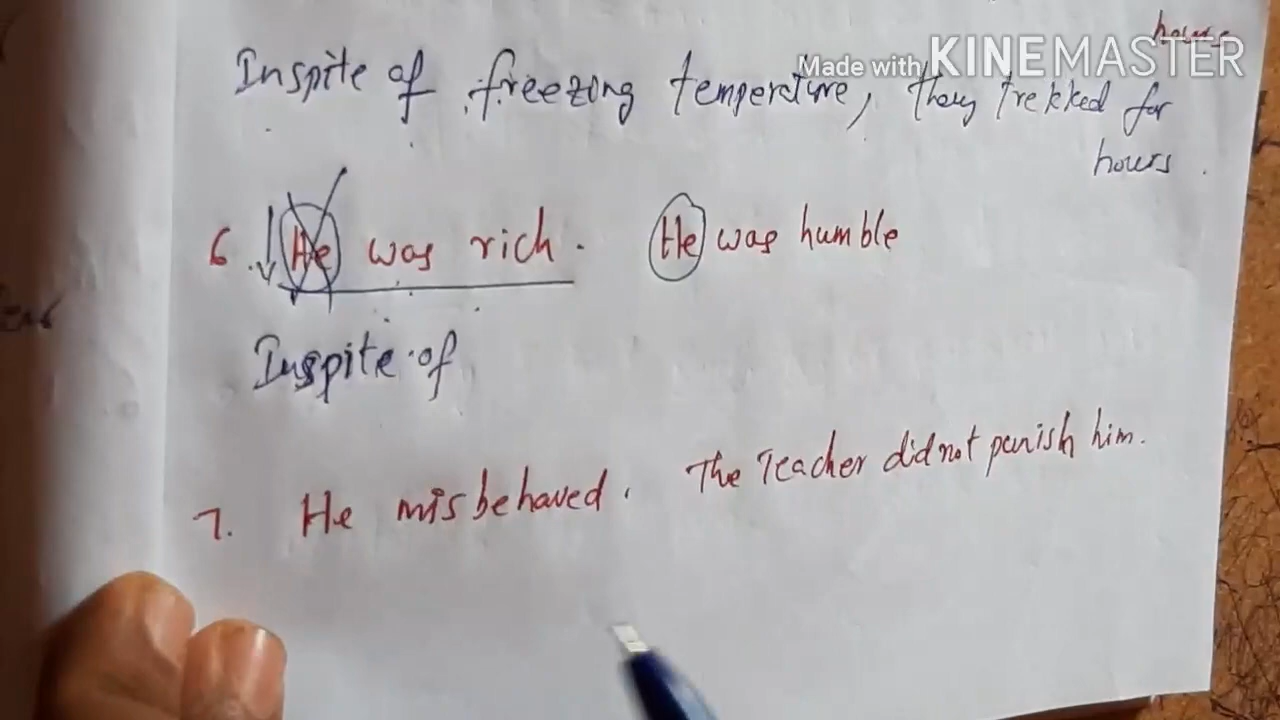 hours
Made with KINEMASTER
Inspite of freezing temperature, they trekked for
hours.
6. He was rich. He was humble
Inspite of
7. He misbehaved. The Teacher did not punish him.